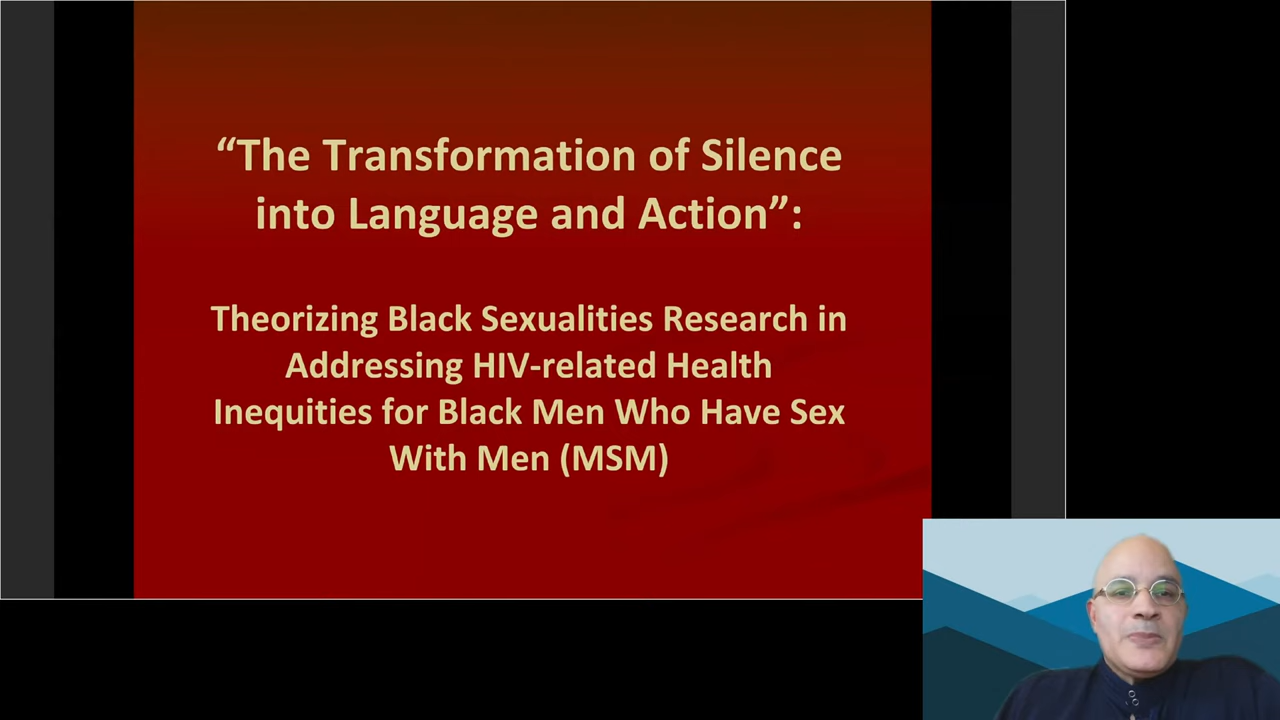 “The Transformation of Silence
into Language and Action”:
Theorizing Black Sexualities Research in
Addressing HIV-related Health
Inequities for Black Men Who Have Sex
With Men (MSM)